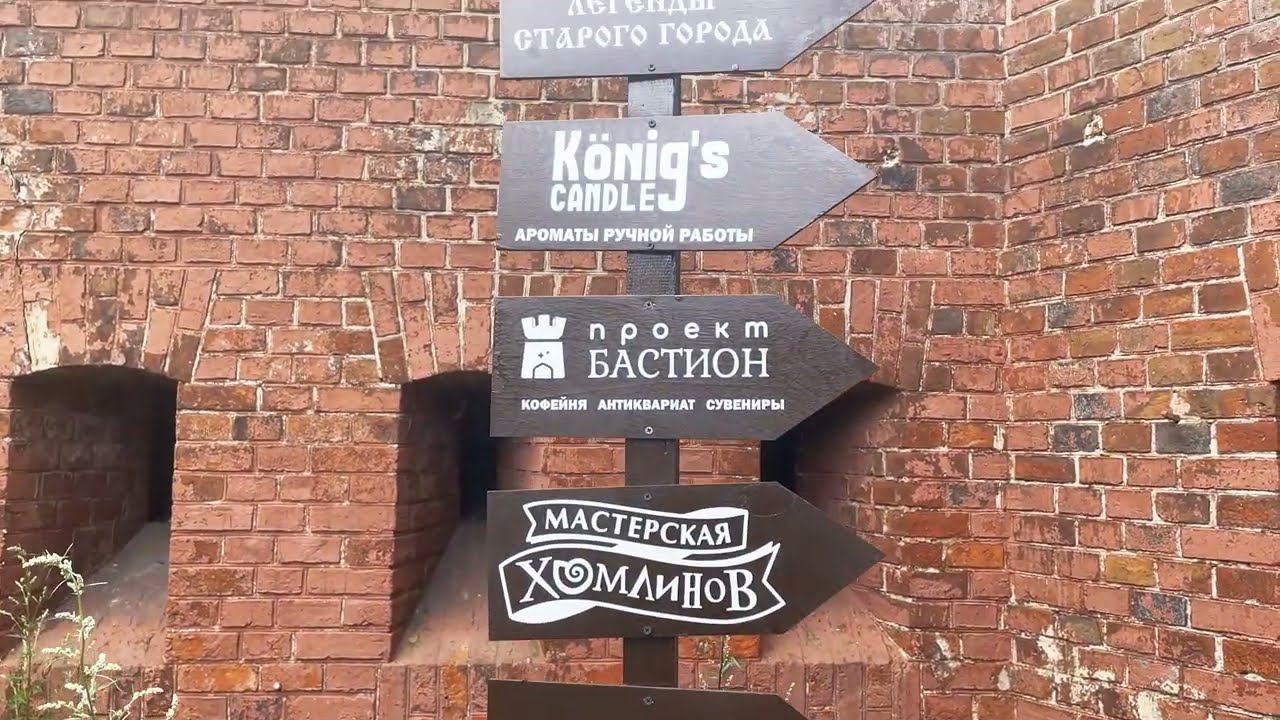 ЛЕГЕНДЫ
СТАРОГО ГОРОДА
König's
CANDLE
АРОМАТЫ РУЧНОЙ РАБОТЫ
проект
БАСТИОН
КОФЕЙНЯ АНТИКВАРИАТ СУВЕНИРЫ
МАСТЕРСКАЯ
ХОМЛИНОВ